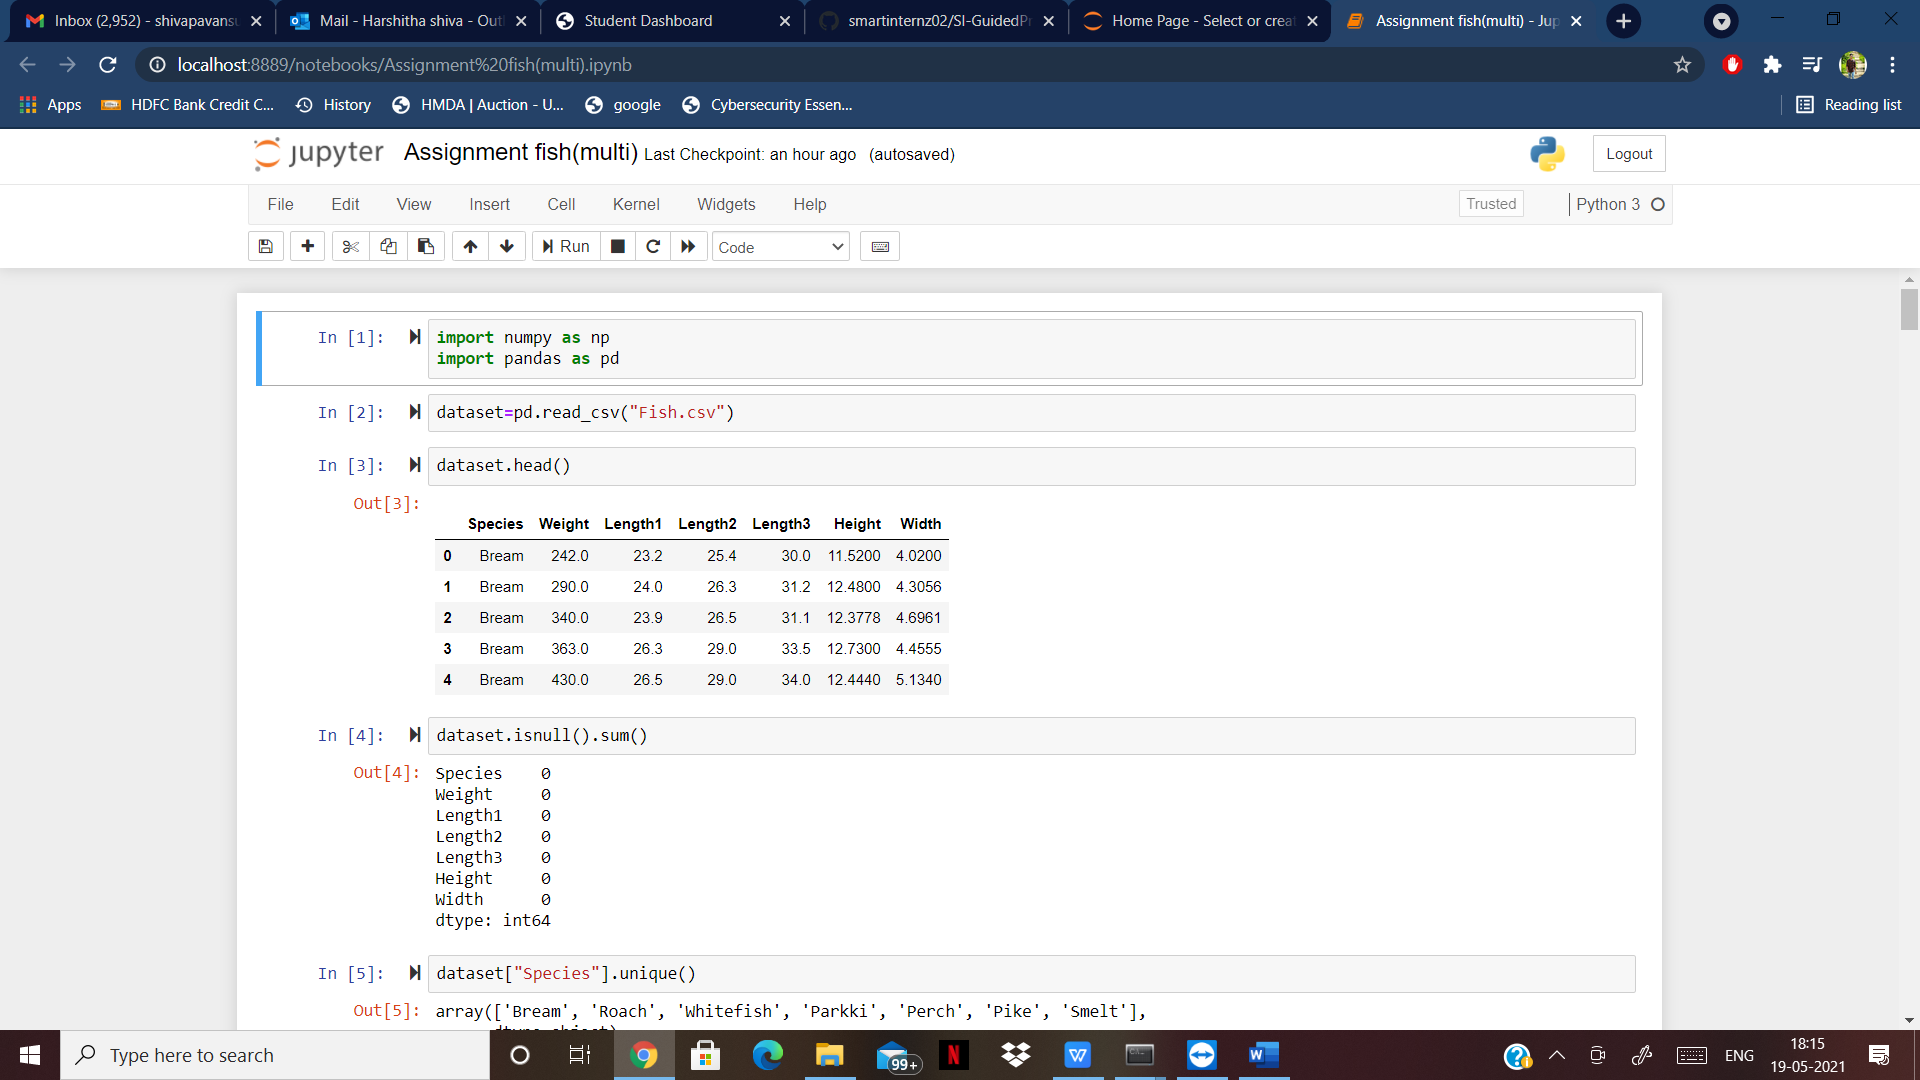 Inbox (2,952) - shivapavansu
Mail - Harshitha shiva - Out
Student Dashboard
smartinternz02/SI-GuidedPr
Home Page - Select or creat
Assignment fish(multi) - Jup
localhost:8889/notebooks/Assignment%20fish(multi).ipynb
Apps
HDFC Bank Credit C...
History
HMDA | Auction - U...
google
Cybersecurity Essen...
Reading list
jupyter
Assignment fish(multi) Last Checkpoint: an hour ago (autosaved)
Logout
File Edit View Insert Cell Kernel Widgets Help
Trusted
Python 3
Run
Code
In [1]:
import numpy as np
import pandas as pd
In [2]: dataset=pd.read_csv("Fish.csv")
In [3]: dataset.head()
Out[3]:
Species Weight Length1 Length2 Length3 Height Width
0 Bream 242.0 23.2 25.4 30.0 11.5200 4.0200
1 Bream 290.0 24.0 26.3 31.2 12.4800 4.3056
2 Bream 340.0 23.9 26.5 31.1 12.3778 4.6961
3 Bream 363.0 26.3 29.0 33.5 12.7300 4.4555
4 Bream 430.0 26.5 29.0 34.0 12.4440 5.1340
In [4]: dataset.isnull().sum()
Out[4]: Species 0
Weight 0
Length1 0
Length2 0
Length3 0
Height 0
Width 0
dtype: int64
In [5]: dataset["Species"].unique()
Out[5]: array(['Bream', 'Roach', 'Whitefish', 'Parkki', 'Perch', 'Pike', 'Smelt'],
dtype=object)
Type here to search
99+
N
W
W
ENG
18:15
19-05-2021